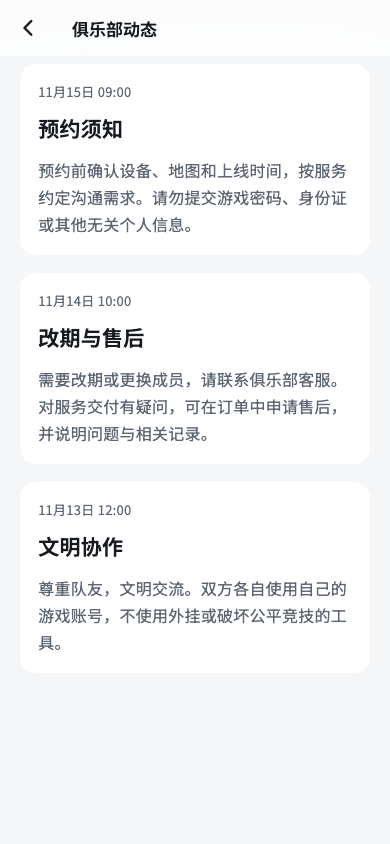 俱乐部动态
11月15日 09:00
预约须知
预约前确认设备、地图和上线时间，按服务
约定沟通需求。请勿提交游戏密码、身份证
或其他无关个人信息。
11月14日 10:00
改期与售后
需要改期或更换成员，请联系俱乐部客服。
对服务交付有疑问，可在订单中申请售后，
并说明问题与相关记录。
11月13日 12:00
文明协作
尊重队友，文明交流。双方各自使用自己的
游戏账号，不使用外挂或破坏公平竞技的工
具。